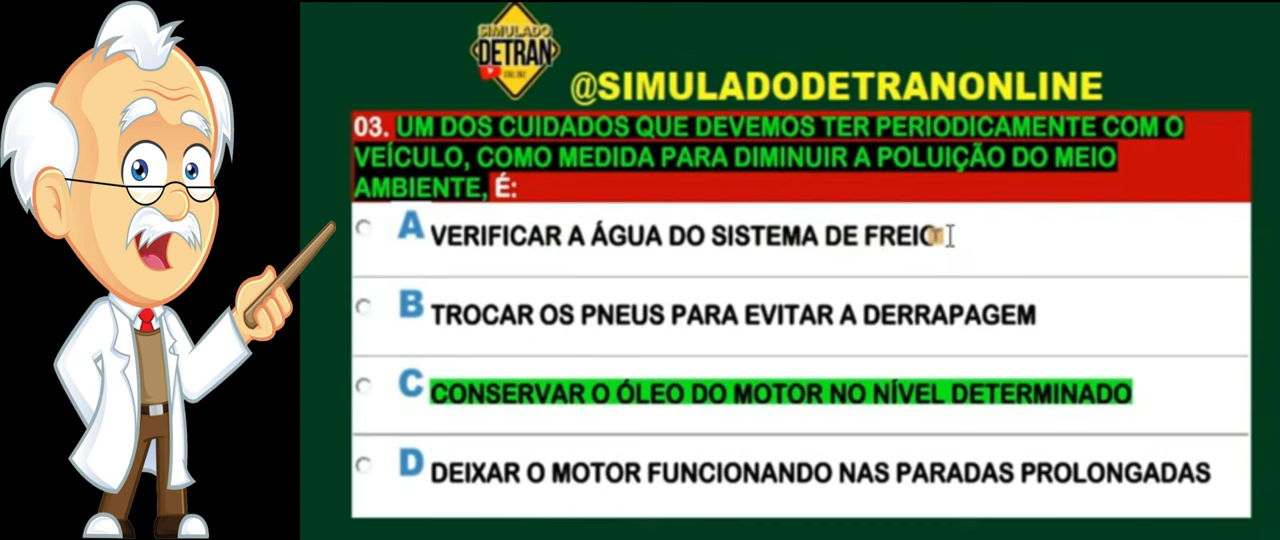 SIMULADO
DETRAN
ONLINE
@SIMULADODETRANONLINE
03. UM DOS CUIDADOS QUE DEVEMOS TER PERIODICAMENTE COM O
VEÍCULO, COMO MEDIDA PARA DIMINUIR A POLUIÇÃO DO MEIO
AMBIENTE, É:
A VERIFICAR A ÁGUA DO SISTEMA DE FREIO
B TROCAR OS PNEUS PARA EVITAR A DERRAPAGEM
C CONSERVAR O ÓLEO DO MOTOR NO NÍVEL DETERMINADO
D DEIXAR O MOTOR FUNCIONANDO NAS PARADAS PROLONGADAS